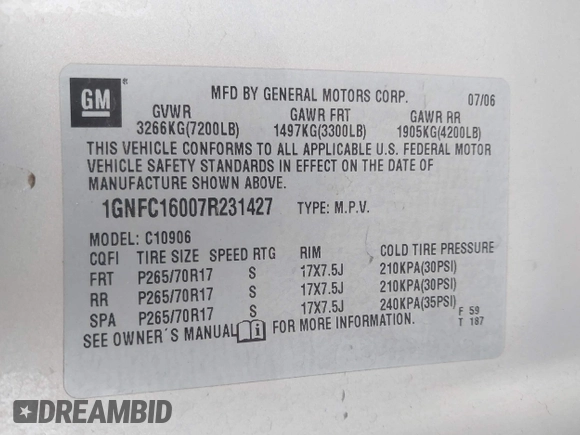 GM ®
MFD BY GENERAL MOTORS CORP. 07/06
GVWR GAWR FRT GAWR RR
3266KG(7200LB) 1497KG(3300LB) 1905KG(4200LB)
THIS VEHICLE CONFORMS TO ALL APPLICABLE U.S. FEDERAL MOTOR
VEHICLE SAFETY STANDARDS IN EFFECT ON THE DATE OF
MANUFACTURE SHOWN ABOVE.
1GNFC16007R231427 TYPE: M.P.V.
MODEL: C10906
CQFI TIRE SIZE SPEED RTG RIM COLD TIRE PRESSURE
FRT P265/70R17 S 17X7.5J 210KPA(30PSI)
RR P265/70R17 S 17X7.5J 210KPA(30PSI)
SPA P265/70R17 S 17X7.5J 240KPA(35PSI)
F 59
SEE OWNER´S MANUAL i FOR MORE INFORMATION. T 187
DREAMBID